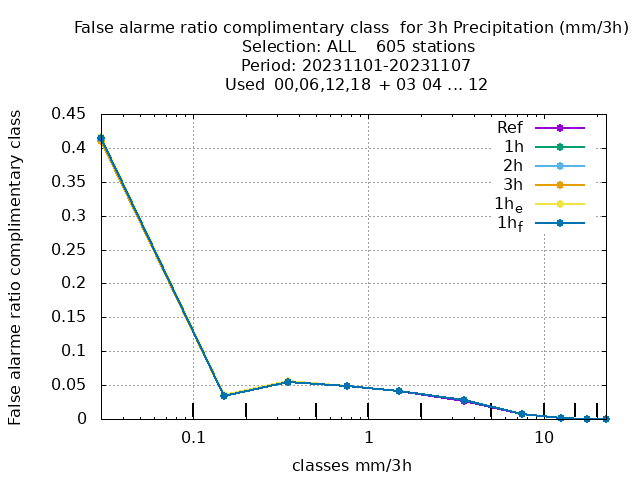 False alarme ratio complimentary class  for 3h Precipitation (mm/3h)
Selection: ALL    605 stations
Period: 20231101-20231107
Used  00,06,12,18  + 03 04 ... 12
False alarme ratio complimentary class
0.45
0.4
0.35
0.3
0.25
0.2
0.15
0.1
0.05
0
Ref
1h
2h
3h
1he
1hf
0.1
1
10
classes mm/3h